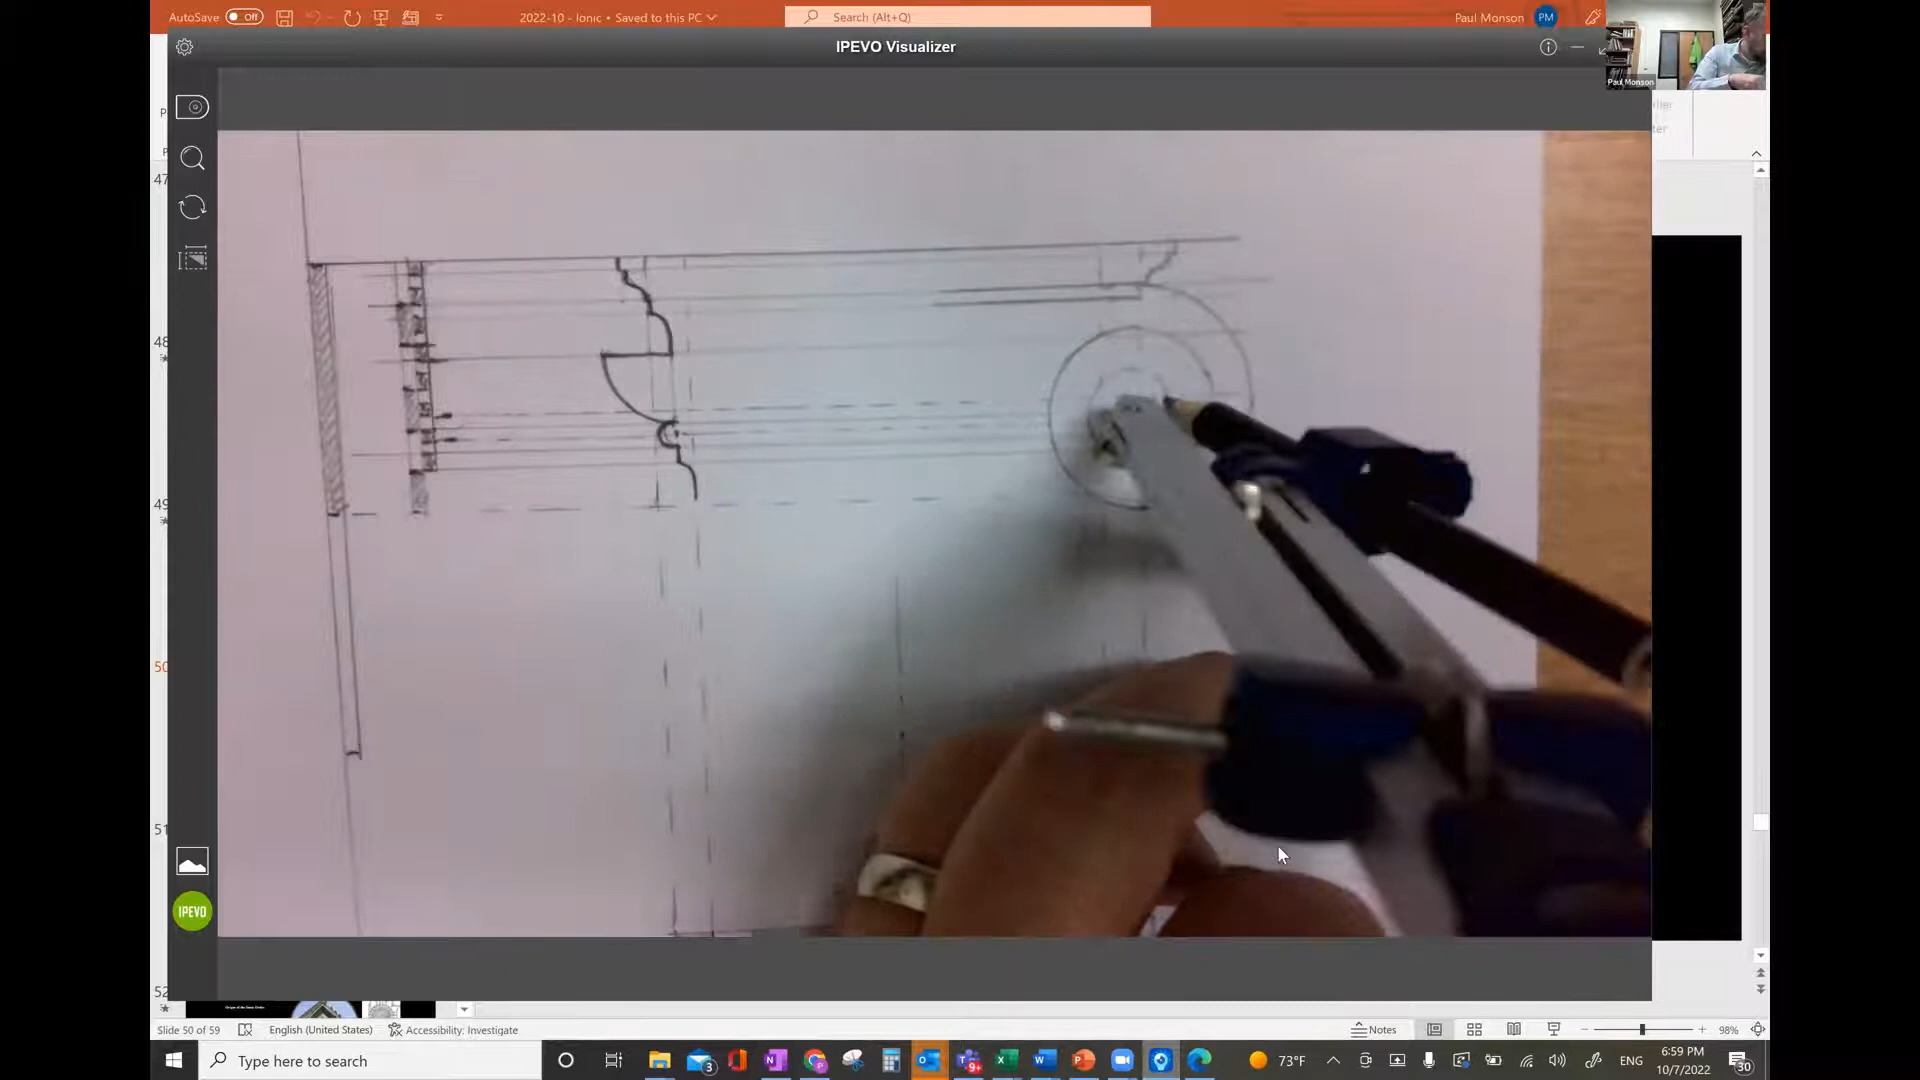 AutoSave Off
2022-10 - Ionic • Saved to this PC
Search (Alt+Q)
Paul Monson PM
IPEVO Visualizer
Paul Monson
47
48
49
50
51
52
IPEVO
Slide 50 of 59
English (United States)
Accessibility: Investigate
Notes
98%
Type here to search
3
9+
73°F
ENG
6:59 PM
10/7/2022
30